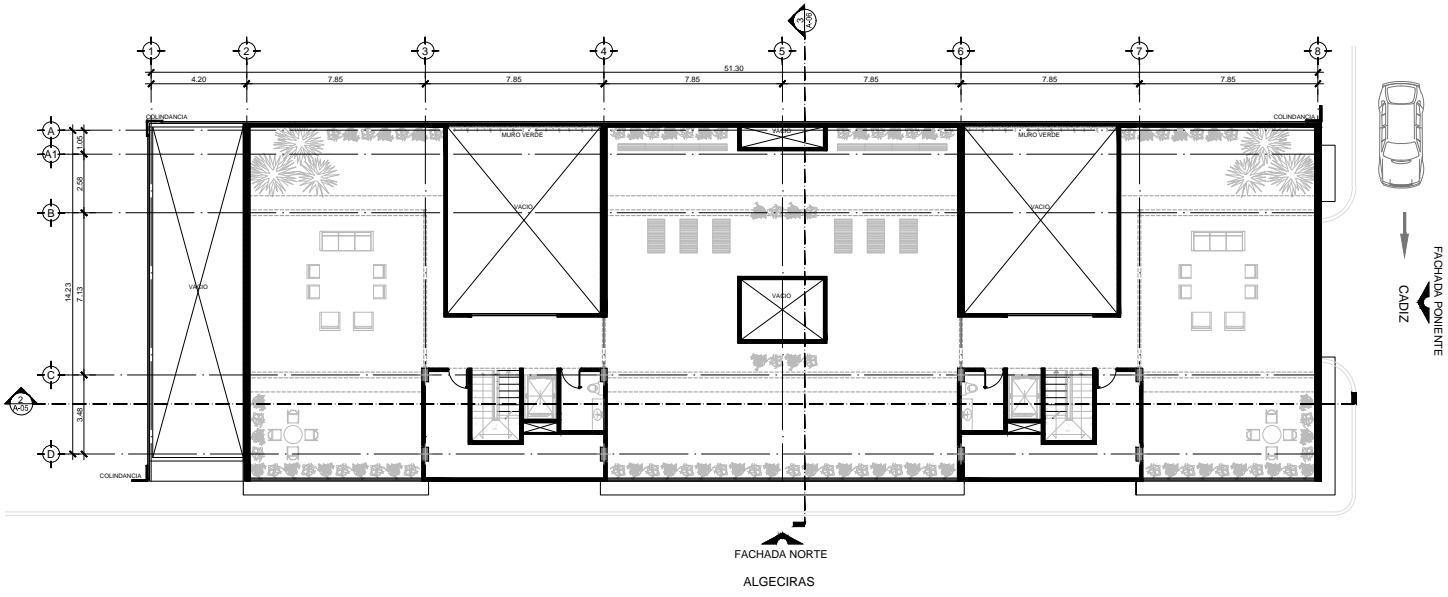 3
A-06
1
2
3
4
5
6
7
8
51.30
4.20
7.85
7.85
7.85
7.85
7.85
7.85
COLINDANCIA
COLINDANCIA
A
A1
B
C
D
1.05
2.58
14.23
7.13
3.48
MURO VERDE
VACIO
MURO VERDE
VACIO
VACIO
VACIO
VACIO
2
A-05
COLINDANCIA
FACHADA PONIENTE
CADIZ
FACHADA NORTE
ALGECIRAS